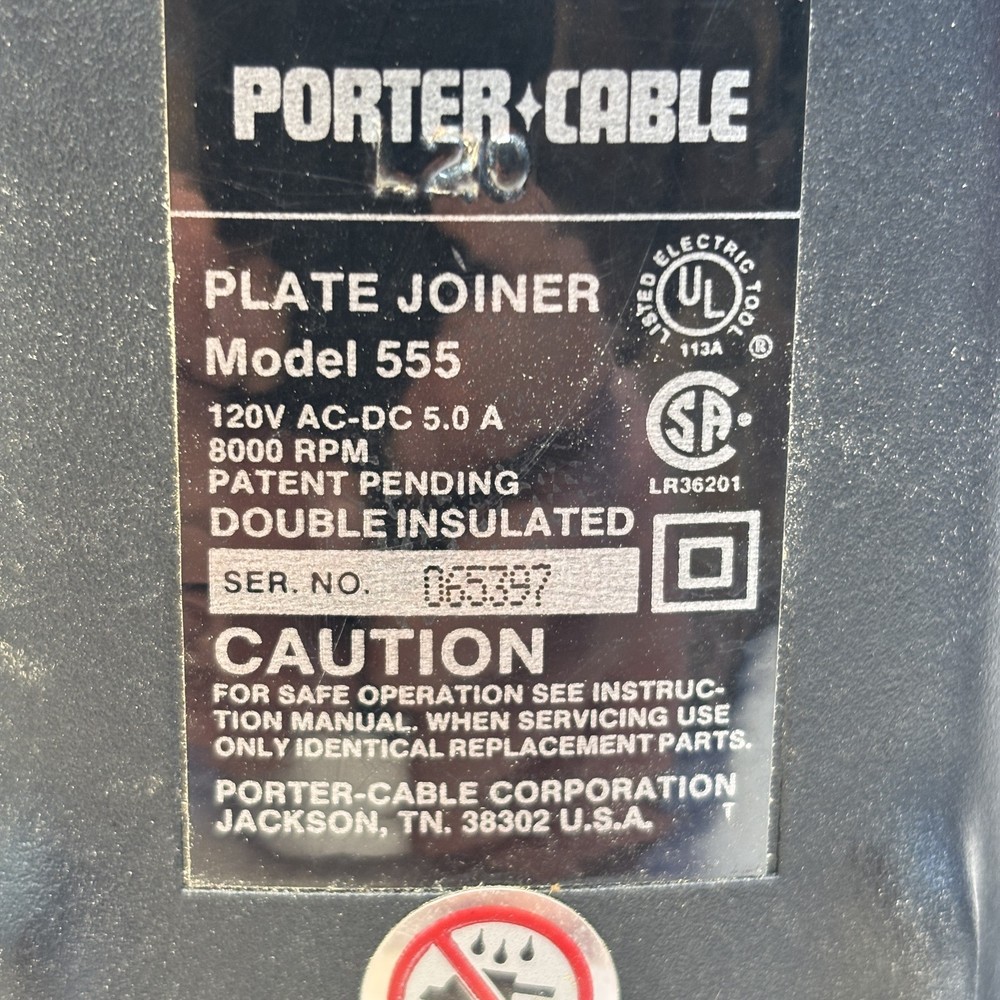 PORTER✦CABLE
L20
PLATE JOINER
Model 555
120V AC-DC 5.0 A
8000 RPM
PATENT PENDING
DOUBLE INSULATED
LISTED ELECTRIC TOOL
UL
®
113A
SA
LR36201
SER. NO. 065397
CAUTION
FOR SAFE OPERATION SEE INSTRUC-
TION MANUAL. WHEN SERVICING USE
ONLY IDENTICAL REPLACEMENT PARTS.
PORTER-CABLE CORPORATION
JACKSON, TN. 38302 U.S.A.
T